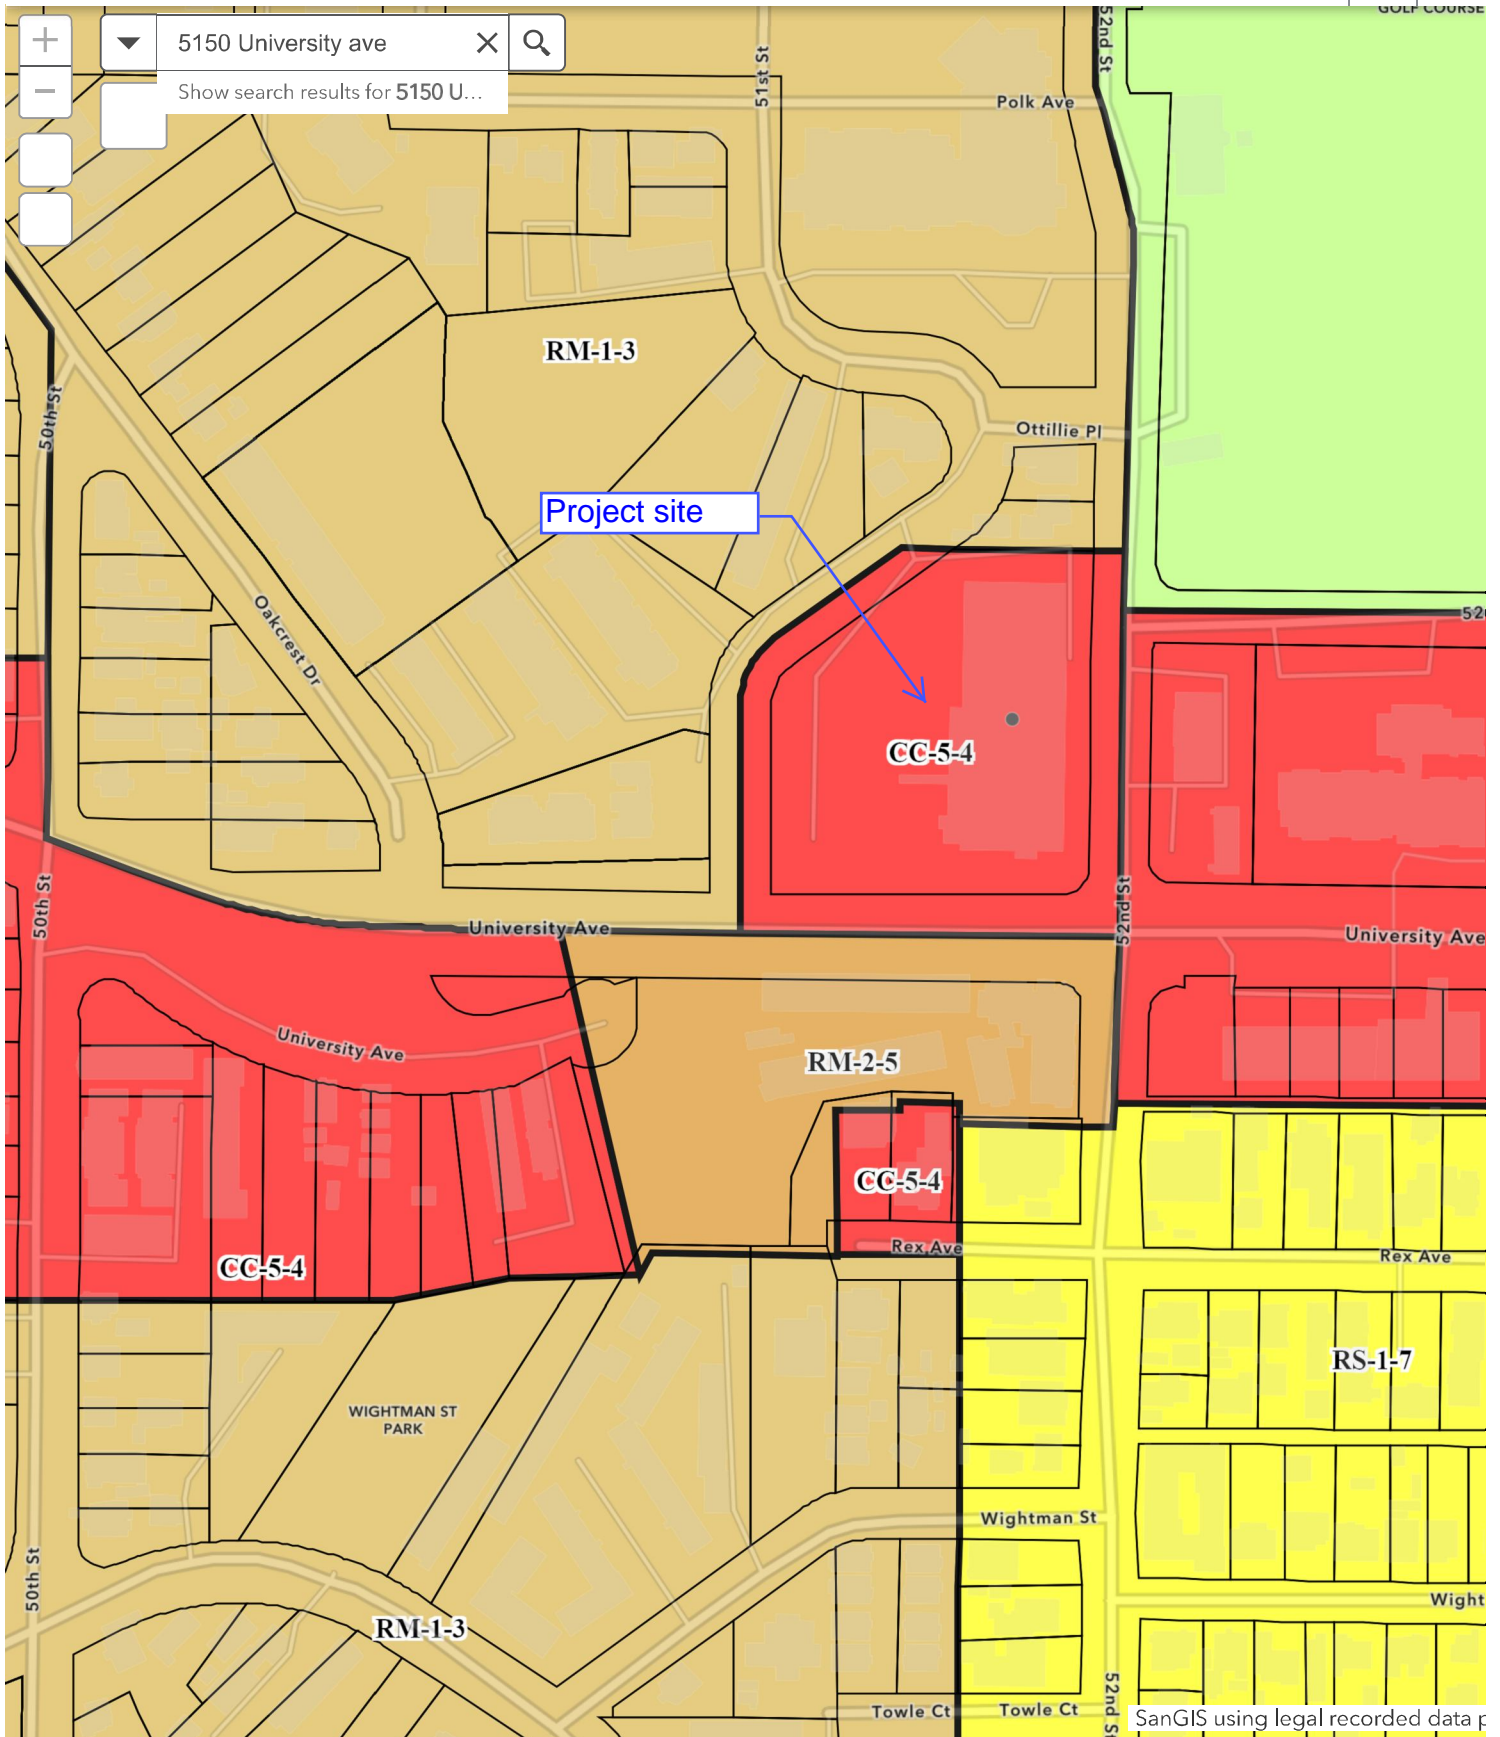 GOLF COURSE
52nd St
5150 University ave
Show search results for 5150 U...
51st St
Polk Ave
RM-1-3
50th St
Ottillie Pl
Project site
Oakcrest Dr
CC-5-4
50th St
University Ave
52nd St
University Ave
University Ave
RM-2-5
CC-5-4
CC-5-4
Rex Ave
Rex Ave
RS-1-7
WIGHTMAN ST
PARK
Wightman St
50th St
RM-1-3
Towle Ct
Towle Ct
52nd St
SanGIS using legal recorded data p